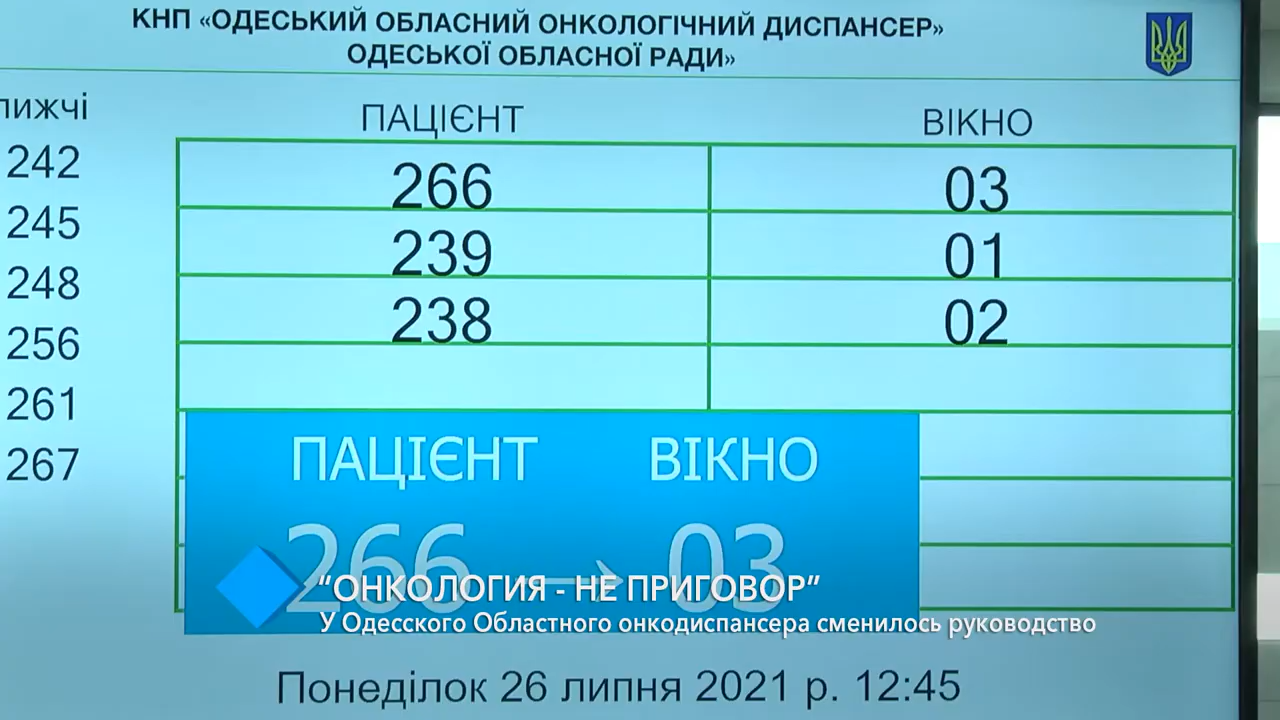 КНП «ОДЕСЬКИЙ ОБЛАСНИЙ ОНКОЛОГІЧНИЙ ДИСПАНСЕР»
ОДЕСЬКОЇ ОБЛАСНОЇ РАДИ»
лижчі ПАЦІЄНТ ВІКНО
242 266 03
245 239 01
248 238 02
256
261
267
ПАЦІЄНТ ВІКНО
266 → 03
“ОНКОЛОГИЯ - НЕ ПРИГОВОР”
У Одесского Областного онкодиспансера сменилось руководство
Понеділок 26 липня 2021 р. 12:45